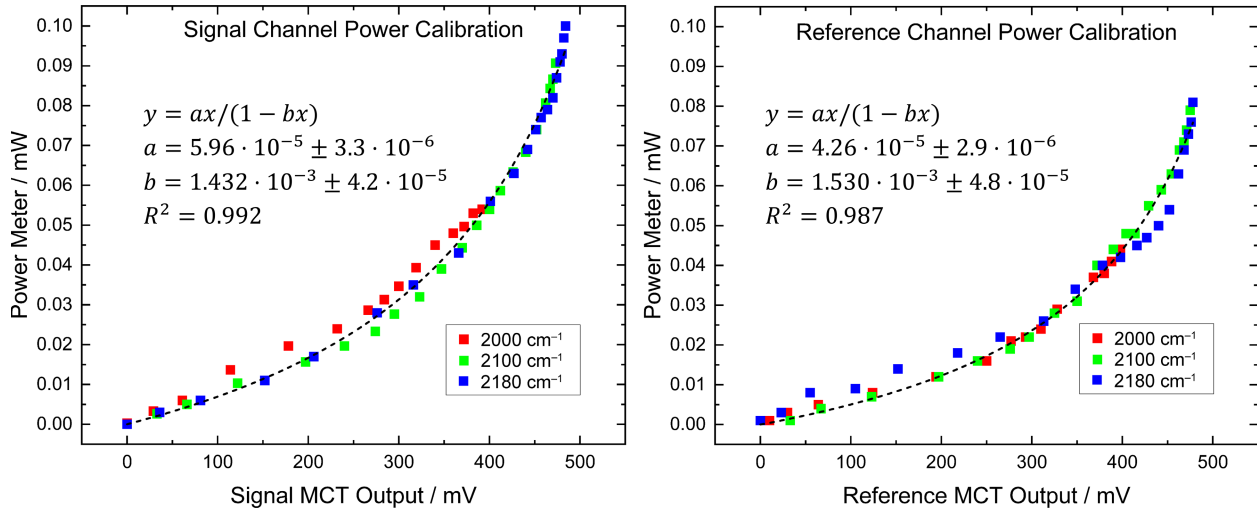 Signal Channel Power Calibration
y = ax/(1 − bx)
a = 5.96 · 10⁻⁵ ± 3.3 · 10⁻⁶
b = 1.432 · 10⁻³ ± 4.2 · 10⁻⁵
R² = 0.992
Power Meter / mW
0.10
0.09
0.08
0.07
0.06
0.05
0.04
0.03
0.02
0.01
0.00
2000 cm⁻¹
2100 cm⁻¹
2180 cm⁻¹
0 100 200 300 400 500
Signal MCT Output / mV
Reference Channel Power Calibration
y = ax/(1 − bx)
a = 4.26 · 10⁻⁵ ± 2.9 · 10⁻⁶
b = 1.530 · 10⁻³ ± 4.8 · 10⁻⁵
R² = 0.987
Power Meter / mW
0.10
0.09
0.08
0.07
0.06
0.05
0.04
0.03
0.02
0.01
0.00
2000 cm⁻¹
2100 cm⁻¹
2180 cm⁻¹
0 100 200 300 400 500
Reference MCT Output / mV